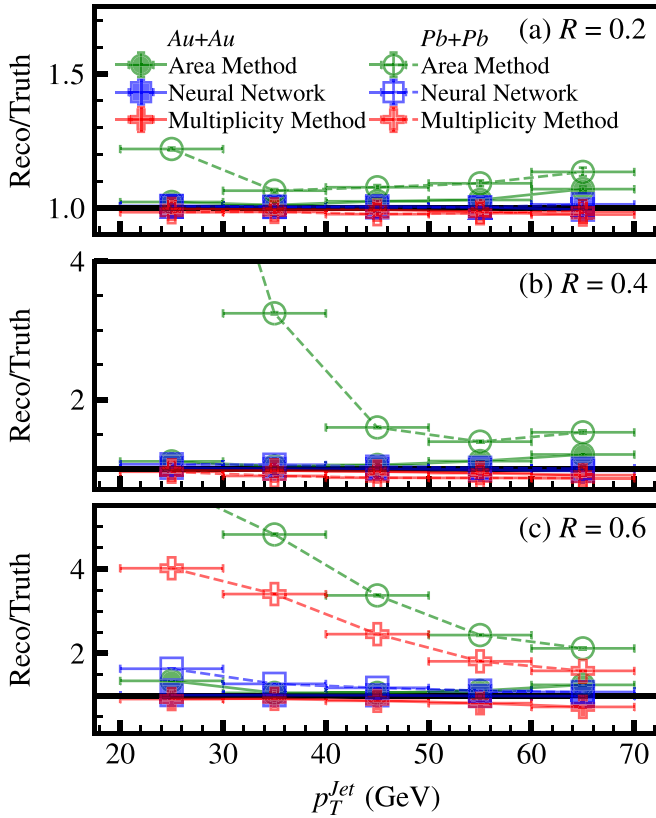 (a) R = 0.2
Au+Au Pb+Pb
Area Method Area Method
Neural Network Neural Network
Multiplicity Method Multiplicity Method
1.5
1.0
Reco/Truth
(b) R = 0.4
4
2
Reco/Truth
(c) R = 0.6
4
2
Reco/Truth
20 30 40 50 60 70
p_T^{Jet} (GeV)